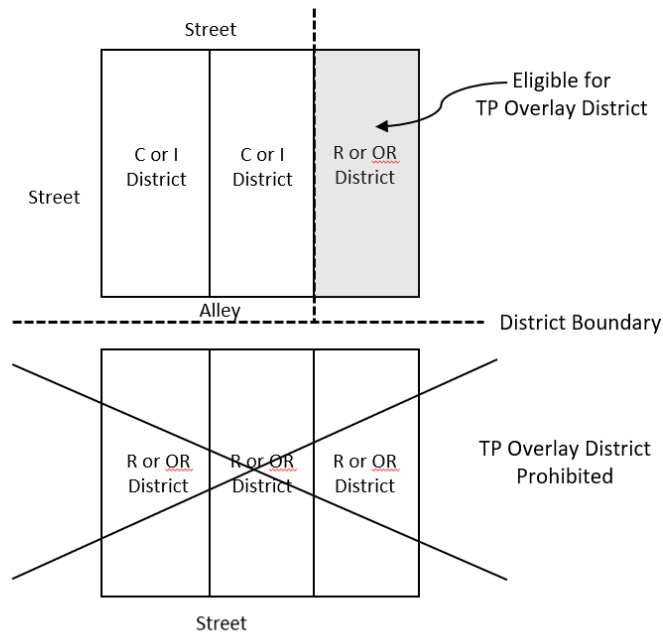 Street
Eligible for
TP Overlay District
C or I
District
C or I
District
R or OR
District
Street
Alley
District Boundary
R or OR
District
R or OR
District
R or OR
District
TP Overlay District
Prohibited
Street